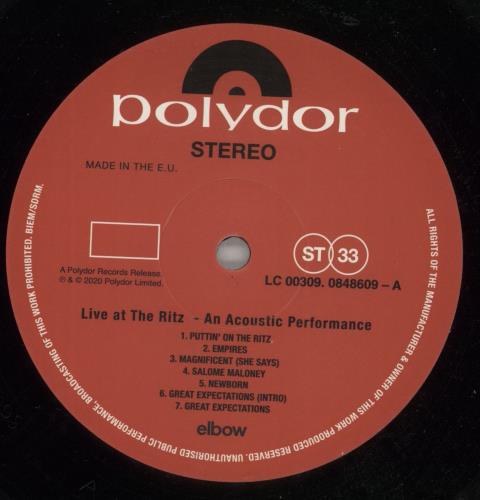 polydor
STEREO
MADE IN THE E.U.
ST 33
LC 00309. 0848609 – A
A Polydor Records Release.
℗ & © 2020 Polydor Limited.
Live at The Ritz - An Acoustic Performance
1. PUTTIN' ON THE RITZ
2. EMPIRES
3. MAGNIFICENT (SHE SAYS)
4. SALOME MALONEY
5. NEWBORN
6. GREAT EXPECTATIONS (INTRO)
7. GREAT EXPECTATIONS
elbow
ALL RIGHTS OF THE MANUFACTURER & OWNER OF THIS WORK PRODUCED RESERVED. UNAUTHORISED PUBLIC PERFORMANCE, BROADCASTING OF THIS WORK PROHIBITED. BIEM/SDRM.